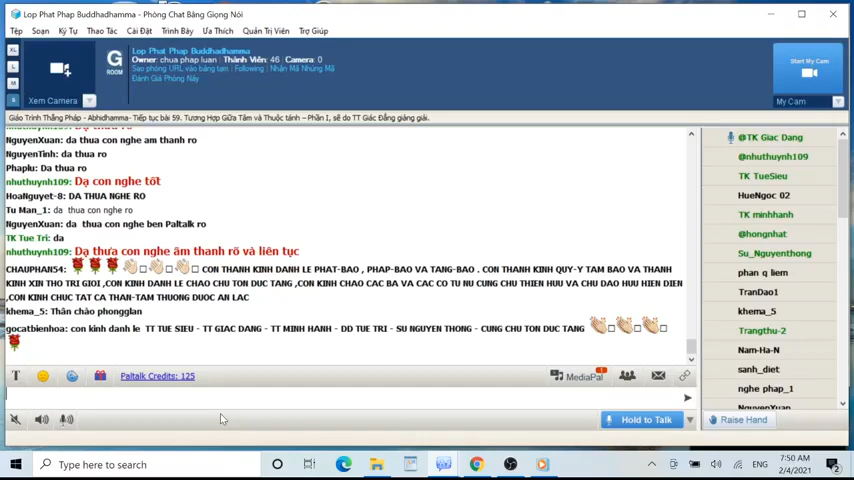 Lop Phat Phap Buddhadhamma - Phòng Chat Bằng Giọng Nói
Tệp Soạn Ký Tự Thao Tác Cài Đặt Trình Bày Ưa Thích Quản Trị Viên Trợ Giúp
XL
L
M
S
Xem Camera
G
ROOM
Lop Phat Phap Buddhadhamma
Owner: chua phap luan | Thành Viên: 46 | Camera: 0
Sao phỏng URL vào bảng tạm | Following | Nhận Mã Nhúng Mã
Đánh Giá Phòng Này
Start My Cam
My Cam
Giáo Trình Thắng Pháp - Abhidhamma- Tiếp tục bài 59. Tương Hợp Giữa Tâm và Thuộc tánh – Phần I, sẽ do TT Giác Đẳng giảng giải.
NguyenXuan: da thua con nghe am thanh ro
NguyenTinh: da thua ro
Phaplu: Da thua ro
nhuthuynh109: Dạ con nghe tốt
HoaNguyet-8: DA THUA NGHE RO
Tu Man_1: da thua con nghe ro
NguyenXuan: da thua con nghe ben Paltalk ro
TK Tue Tri: da
nhuthuynh109: Dạ thưa con nghe âm thanh rõ và liên tục
CHAUPHAN54: CON THANH KINH DANH LE PHAT-BAO , PHAP-BAO VA TANG-BAO . CON THANH KINH QUY-Y TAM BAO VA THANH
KINH XIN THO TRI GIOI ,CON KINH DANH LE CHAO CHU TON DUC TANG ,CON KINH CHAO CAC BA VA CAC CO TU NU CUNG CHU THIEN HUU VA CHU DAO HUU HIEN DIEN
,CON KINH CHUC TAT CA THAN-TAM THUONG DUOC AN LAC
khema_5: Thân chào phongglan
gocatbienhoa: con kinh danh le TT TUE SIEU - TT GIAC DANG - TT MINH HANH - DD TUE TRI - SU NGUYEN THONG - CUNG CHU TON DUC TANG
@TK Giac Dang
@nhuthuynh109
TK TueSieu
HueNgoc 02
TK minhhanh
@hongnhat
Su_Nguyenthong
phan q liem
TranDao1
khema_5
Trangthu-2
Nam-Ha-N
sanh_diet
nghe phap_1
NguyenXuan
T
Paltalk Credits: 125
MediaPal
1
Hold to Talk
Raise Hand
Type here to search
ENG
7:50 AM
2/4/2021
2